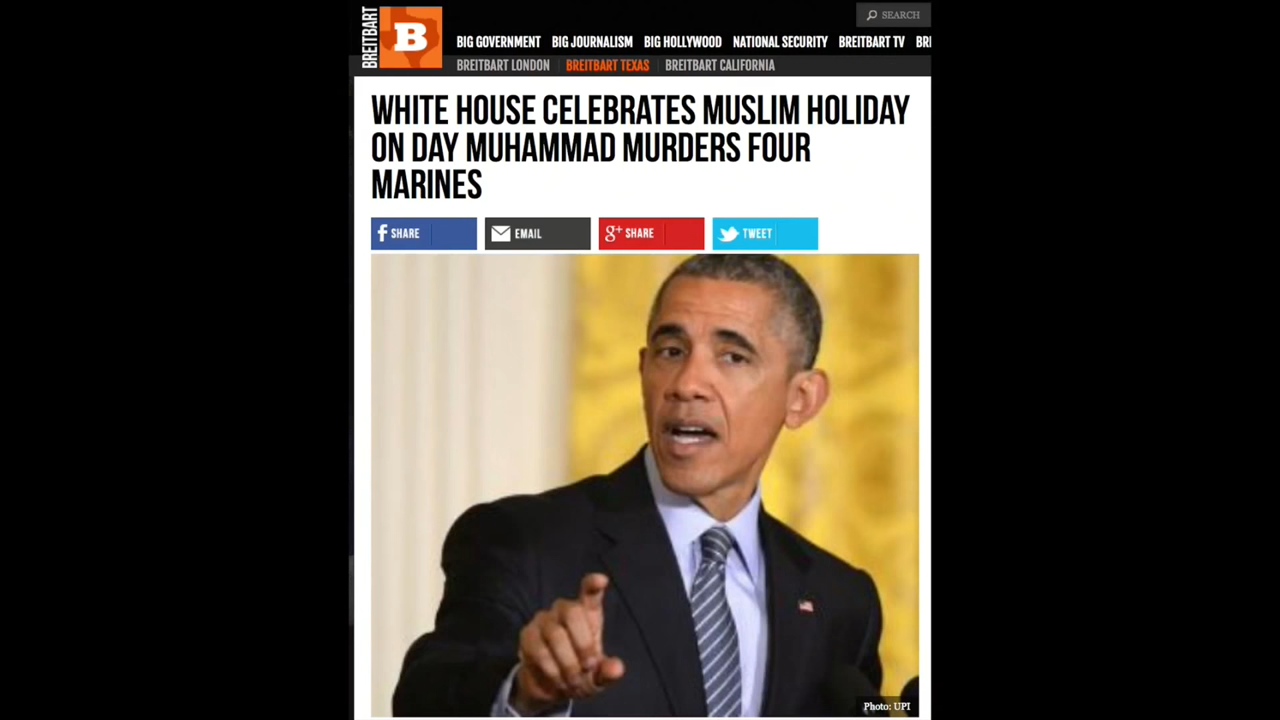 BREITBART
B
SEARCH
BIG GOVERNMENT BIG JOURNALISM BIG HOLLYWOOD NATIONAL SECURITY BREITBART TV BRI
BREITBART LONDON BREITBART TEXAS BREITBART CALIFORNIA
WHITE HOUSE CELEBRATES MUSLIM HOLIDAY
ON DAY MUHAMMAD MURDERS FOUR
MARINES
f SHARE EMAIL g+ SHARE TWEET
Photo: UPI